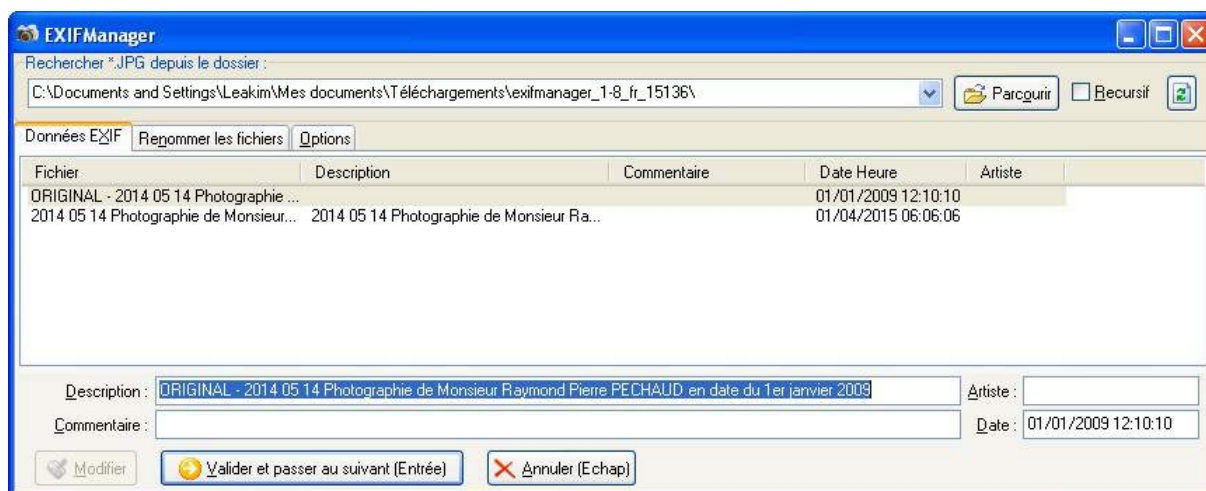 EXIFManager
Rechercher *.JPG depuis le dossier :
C:\Documents and Settings\Leakim\Mes documents\Téléchargements\exifmanager_1-8_fr_15136\
Parcourir
Recursif
Données EXIF
Renommer les fichiers
Options
Fichier Description Commentaire Date Heure Artiste
ORIGINAL - 2014 05 14 Photographie ... 01/01/2009 12:10:10
2014 05 14 Photographie de Monsieur... 2014 05 14 Photographie de Monsieur Ra... 01/04/2015 06:06:06
Description : ORIGINAL - 2014 05 14 Photographie de Monsieur Raymond Pierre PECHAUD en date du 1er janvier 2009 Artiste :
Commentaire : Date : 01/01/2009 12:10:10
Modifier Valider et passer au suivant (Entrée) Annuler (Echap)